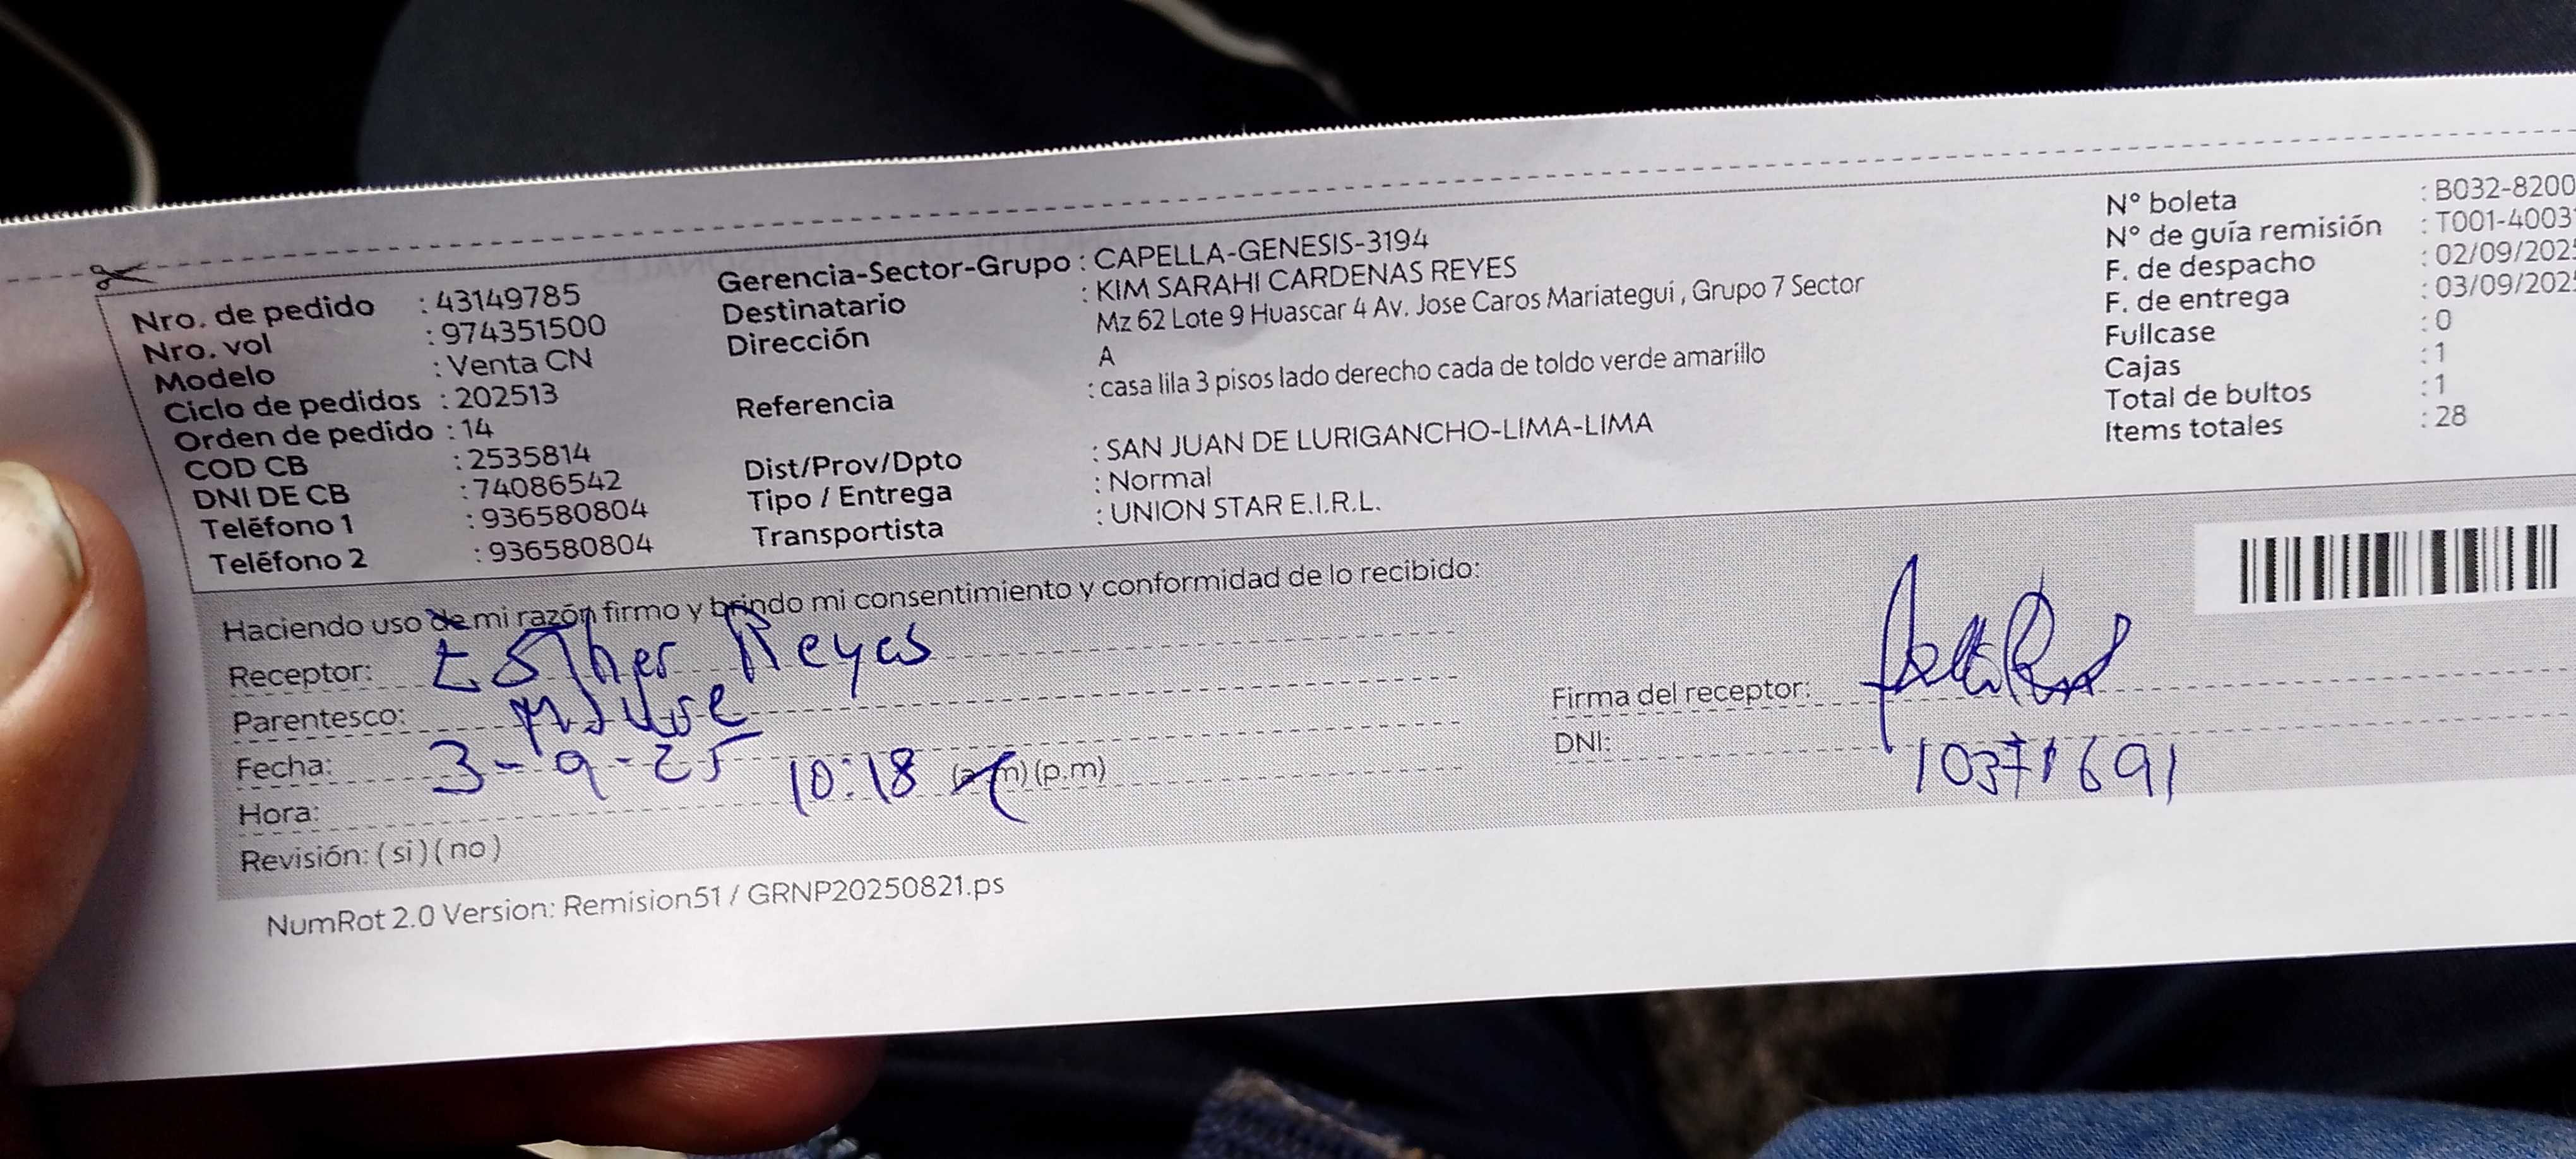 Nro. de pedido : 43149785
Nro. vol : 974351500
Modelo : Venta CN
Ciclo de pedidos : 202513
Orden de pedido : 14
COD CB : 2535814
DNI DE CB : 74086542
Teléfono 1 : 936580804
Teléfono 2 : 936580804
Gerencia-Sector-Grupo : CAPELLA-GENESIS-3194
Destinatario : KIM SARAHI CARDENAS REYES
Dirección Mz 62 Lote 9 Huascar 4 Av. Jose Caros Mariategui , Grupo 7 Sector
A
Referencia : casa lila 3 pisos lado derecho cada de toldo verde amarillo
Dist/Prov/Dpto : SAN JUAN DE LURIGANCHO-LIMA-LIMA
Tipo / Entrega : Normal
Transportista : UNION STAR E.I.R.L.
N° boleta : B032-8200
N° de guía remisión : T001-4003
F. de despacho : 02/09/202
F. de entrega : 03/09/202
Fullcase : 0
Cajas : 1
Total de bultos : 1
Items totales : 28
Haciendo uso de mi razón firmo y brindo mi consentimiento y conformidad de lo recibido:
Receptor: Esther Reyes
Parentesco:
Fecha: 3-9-25
Hora: 10:18 (a.m) (p.m)
Revisión: ( si ) ( no )
Firma del receptor:
DNI: 10371691
NumRot 2.0 Version: Remision51 / GRNP20250821.ps